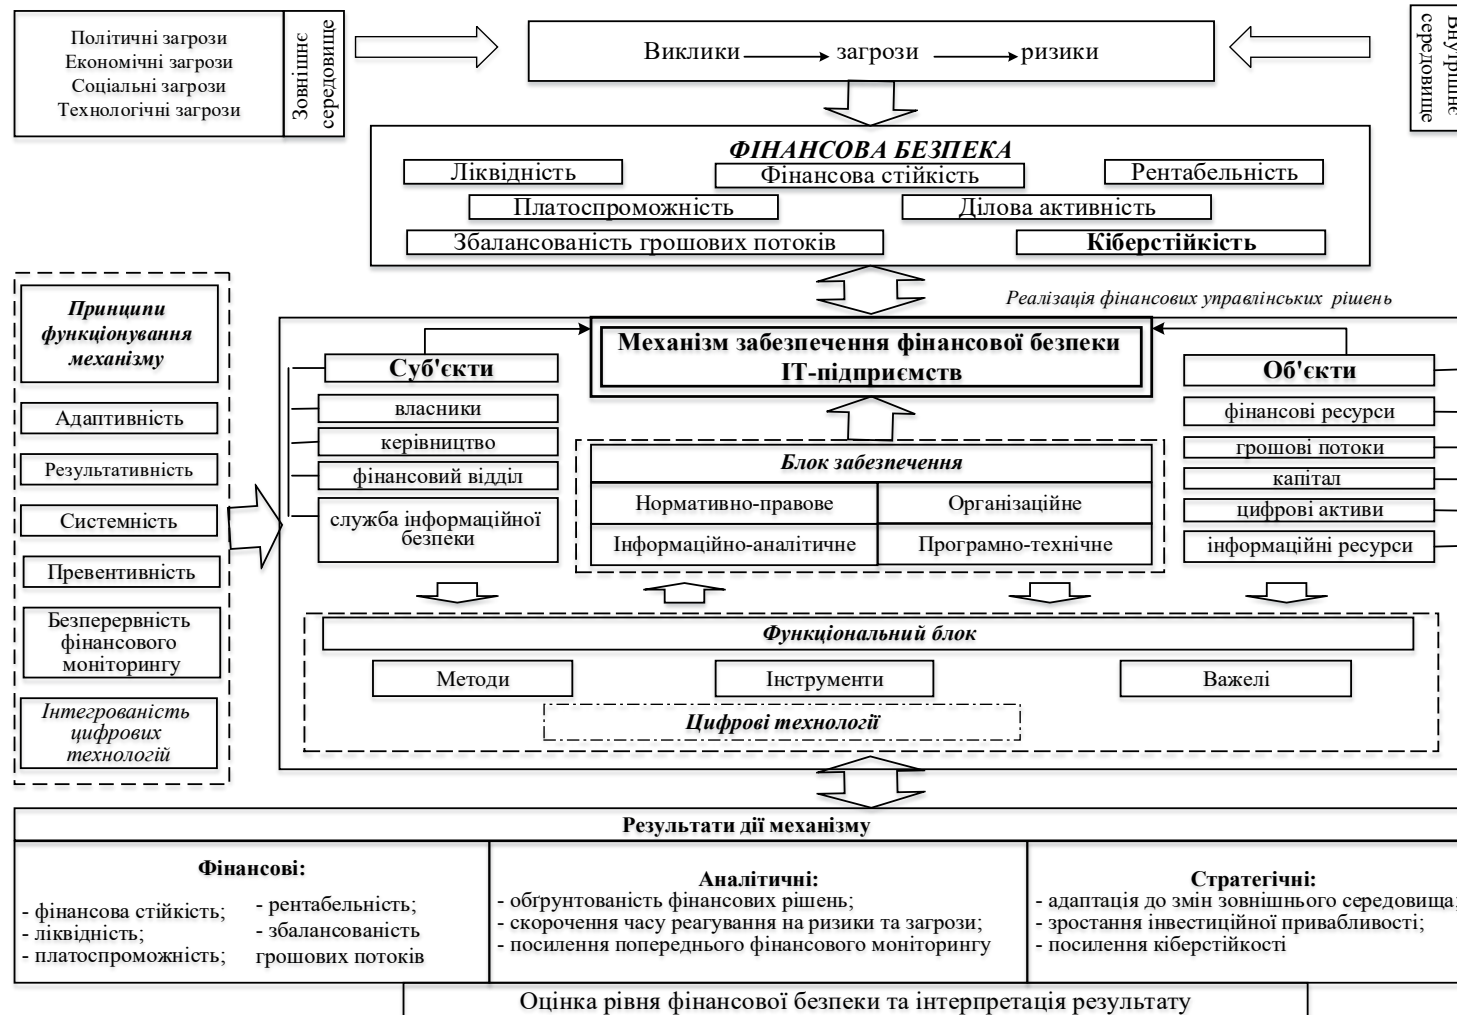 Політичні загрози
Економічні загрози
Соціальні загрози
Технологічні загрози
Зовнішнє
середовище
Виклики
загрози
ризики
Внутрішнє
середовище
ФІНАНСОВА БЕЗПЕКА
Ліквідність
Фінансова стійкість
Рентабельність
Платоспроможність
Ділова активність
Збалансованість грошових потоків
Кіберстійкість
Реалізація фінансових управлінських рішень
Принципи
функціонування
механізму
Адаптивність
Результативність
Системність
Превентивність
Безперервність
фінансового
моніторингу
Інтегрованість
цифрових
технологій
Механізм забезпечення фінансової безпеки
ІТ-підприємств
Суб'єкти
власники
керівництво
фінансовий відділ
служба інформаційної
безпеки
Блок забезпечення
Нормативно-правове
Організаційне
Інформаційно-аналітичне
Програмно-технічне
Об'єкти
фінансові ресурси
грошові потоки
капітал
цифрові активи
інформаційні ресурси
Функціональний блок
Методи
Інструменти
Важелі
Цифрові технології
Результати дії механізму
Фінансові:
- фінансова стійкість;
- ліквідність;
- платоспроможність;
- рентабельність;
- збалансованість
грошових потоків
Аналітичні:
- обґрунтованість фінансових рішень;
- скорочення часу реагування на ризики та загрози;
- посилення попереднього фінансового моніторингу
Стратегічні:
- адаптація до змін зовнішнього середовища;
- зростання інвестиційної привабливості;
- посилення кіберстійкості
Оцінка рівня фінансової безпеки та інтерпретація результату